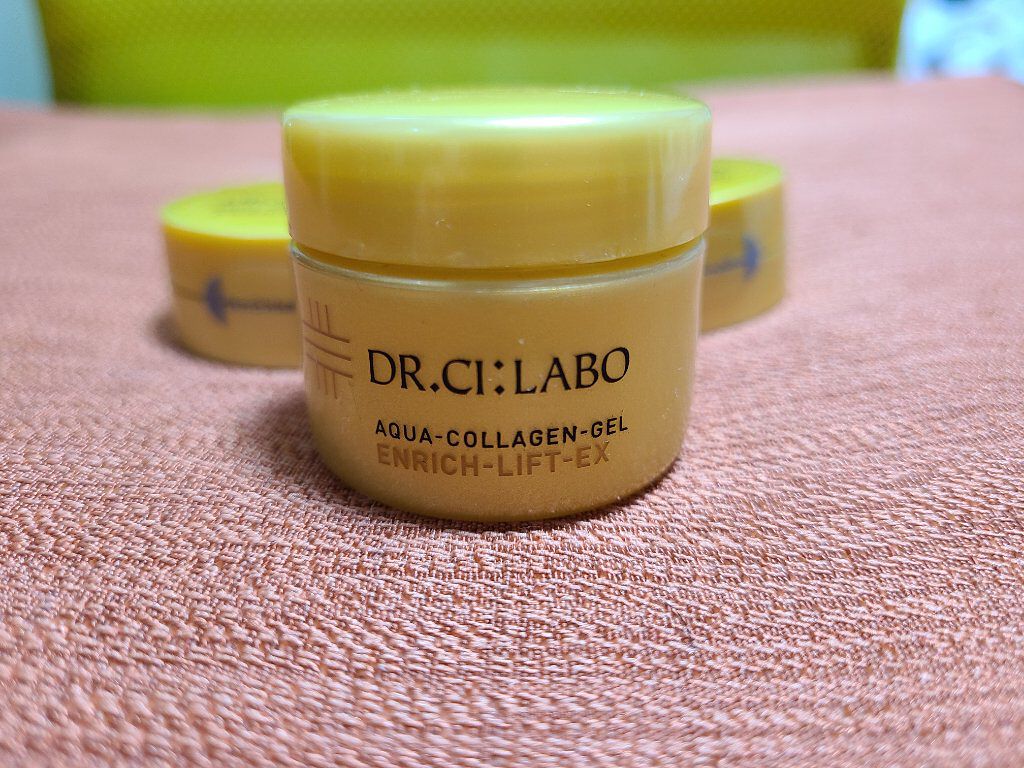 DR.CI:LABO
AQUA-COLLAGEN-GEL
ENRICH-LIFT-EX